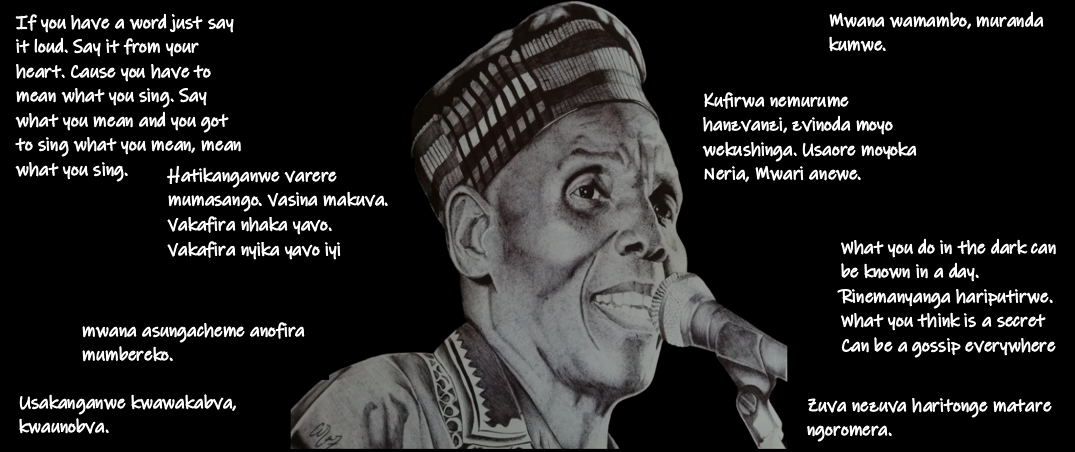 If you have a word just say
it loud. Say it from your
heart. Cause you have to
mean what you sing. Say
what you mean and you got
to sing what you mean, mean
what you sing.
Hatikanganwe varere
mumasango. Vasina makuva.
Vakafira nhaka yavo.
Vakafira nyika yavo iyi
mwana asungacheme anofira
mumbereko.
Usakanganwe kwawakabva,
kwaunobva.
Mwana wamambo, muranda
kumwe.
Kufirwa nemurume
hanzvanzi, zvinoda moyo
wekushinga. Usaore moyoka
Neria, Mwari anewe.
What you do in the dark can
be known in a day.
Rinemanyanga hariputirwe.
What you think is a secret
Can be a gossip everywhere
Zuva nezuva haritonge matare
ngoromera.